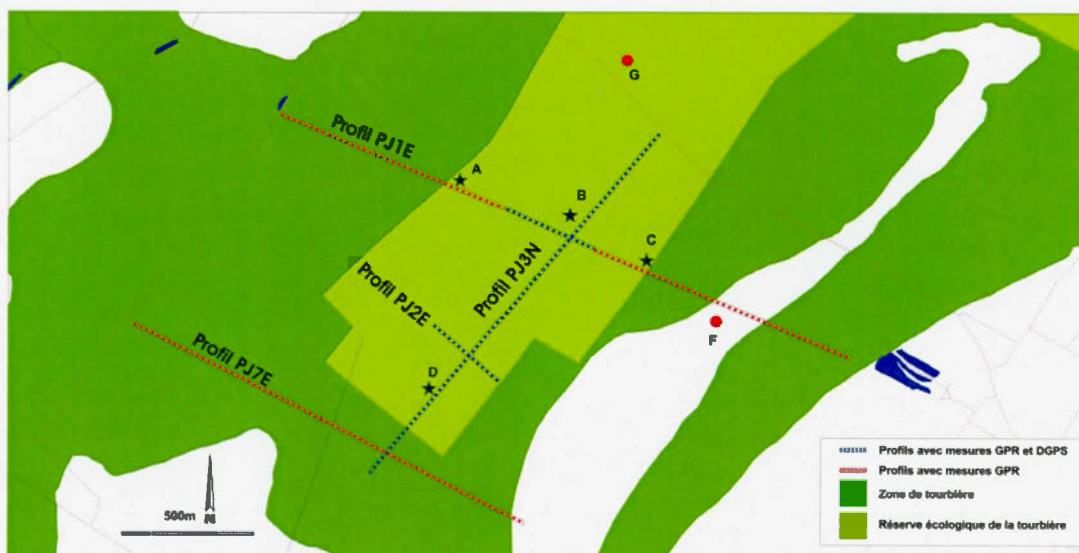 G
Profil PJ1E
A
B
C
Profil PJ3N
Profil PJ2E
F
Profil PJ7E
D
500m
N
Profils avec mesures GPR et DGPS
Profils avec mesures GPR
Zone de tourbière
Réserve écologique de la tourbière